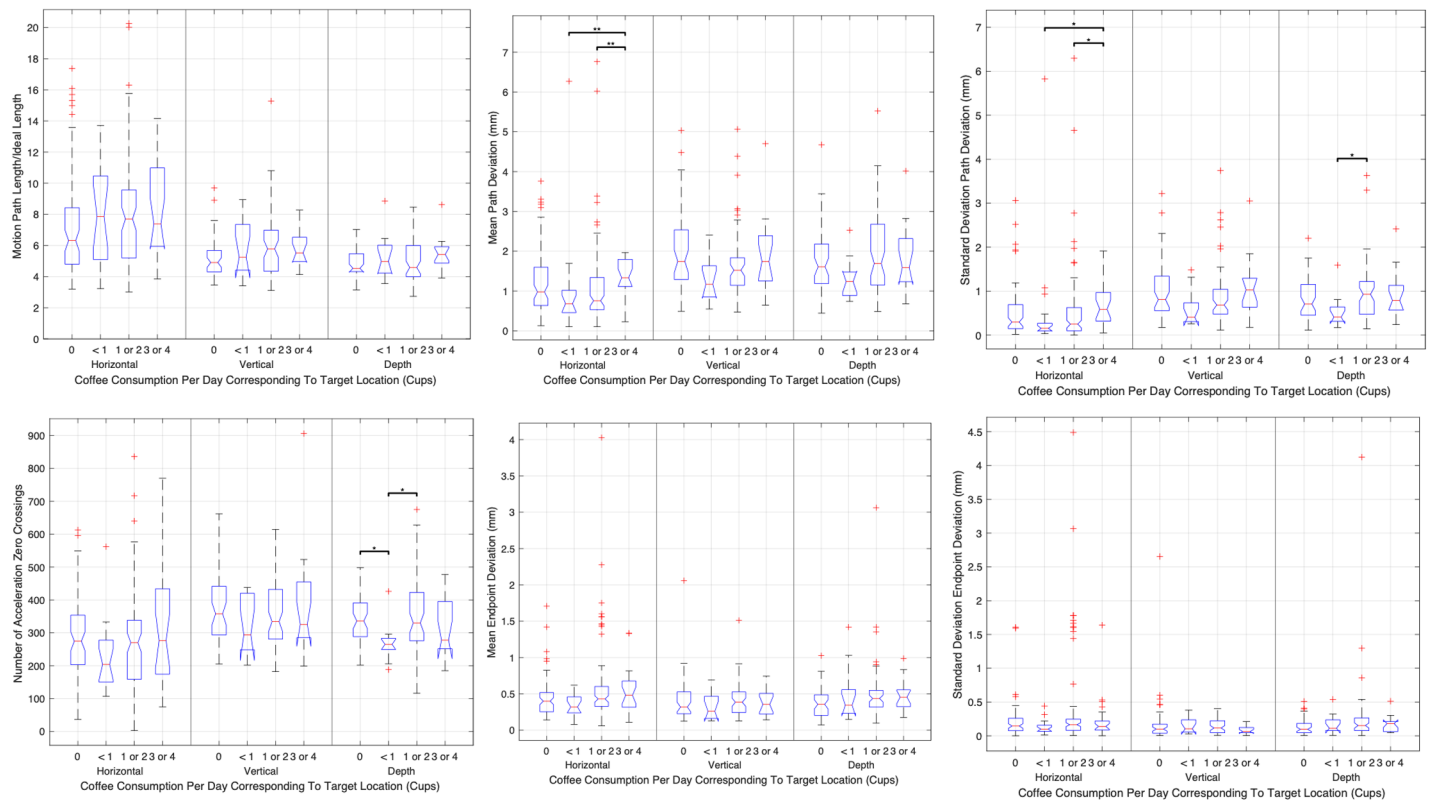 Motion Path Length/Ideal Length
20
18
16
14
12
10
8
6
4
2
0
0 < 1 1 or 2 3 or 4 0 < 1 1 or 2 3 or 4 0 < 1 1 or 2 3 or 4
Horizontal Vertical Depth
Coffee Consumption Per Day Corresponding To Target Location (Cups)
Mean Path Deviation (mm)
7
6
5
4
3
2
1
0
** 
**
0 < 1 1 or 2 3 or 4 0 < 1 1 or 2 3 or 4 0 < 1 1 or 2 3 or 4
Horizontal Vertical Depth
Coffee Consumption Per Day Corresponding To Target Location (Cups)
Standard Deviation Path Deviation (mm)
7
6
5
4
3
2
1
0
*
*
*
0 < 1 1 or 2 3 or 4 0 < 1 1 or 2 3 or 4 0 < 1 1 or 2 3 or 4
Horizontal Vertical Depth
Coffee Consumption Per Day Corresponding To Target Location (Cups)
Number of Acceleration Zero Crossings
900
800
700
600
500
400
300
200
100
0
*
*
0 < 1 1 or 2 3 or 4 0 < 1 1 or 2 3 or 4 0 < 1 1 or 2 3 or 4
Horizontal Vertical Depth
Coffee Consumption Per Day Corresponding To Target Location (Cups)
Mean Endpoint Deviation (mm)
4
3.5
3
2.5
2
1.5
1
0.5
0
0 < 1 1 or 2 3 or 4 0 < 1 1 or 2 3 or 4 0 < 1 1 or 2 3 or 4
Horizontal Vertical Depth
Coffee Consumption Per Day Corresponding To Target Location (Cups)
Standard Deviation Endpoint Deviation (mm)
4.5
4
3.5
3
2.5
2
1.5
1
0.5
0
0 < 1 1 or 2 3 or 4 0 < 1 1 or 2 3 or 4 0 < 1 1 or 2 3 or 4
Horizontal Vertical Depth
Coffee Consumption Per Day Corresponding To Target Location (Cups)